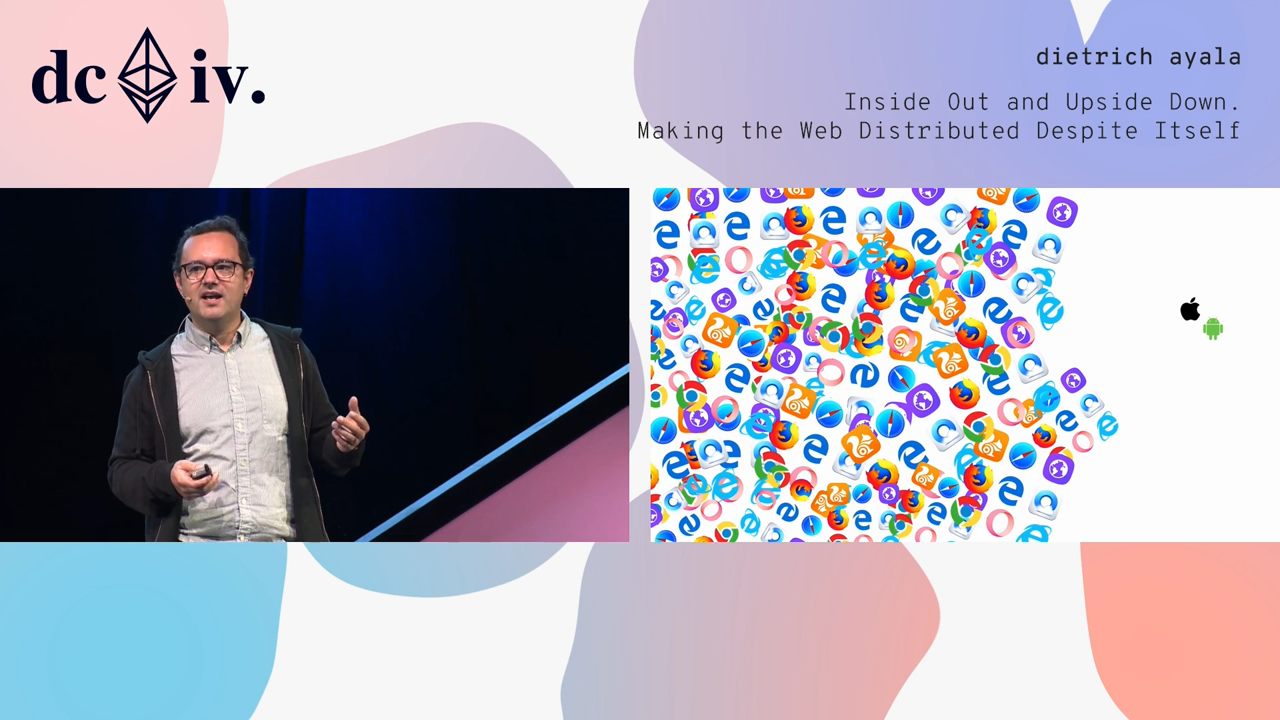 dc iv.
dietrich ayala
Inside Out and Upside Down.
Making the Web Distributed Despite Itself